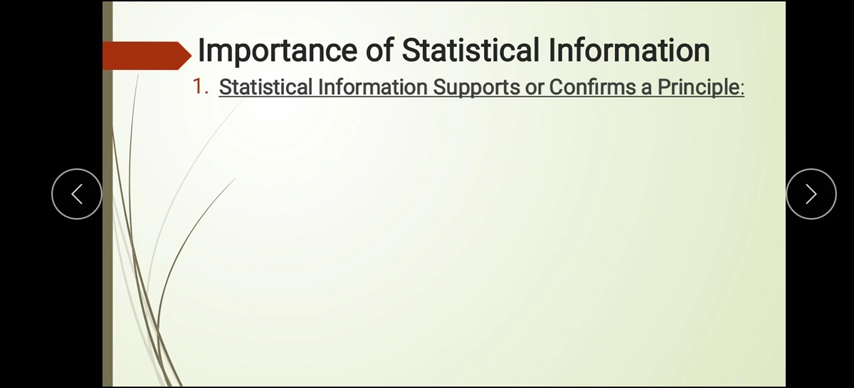 Importance of Statistical Information
1. Statistical Information Supports or Confirms a Principle: